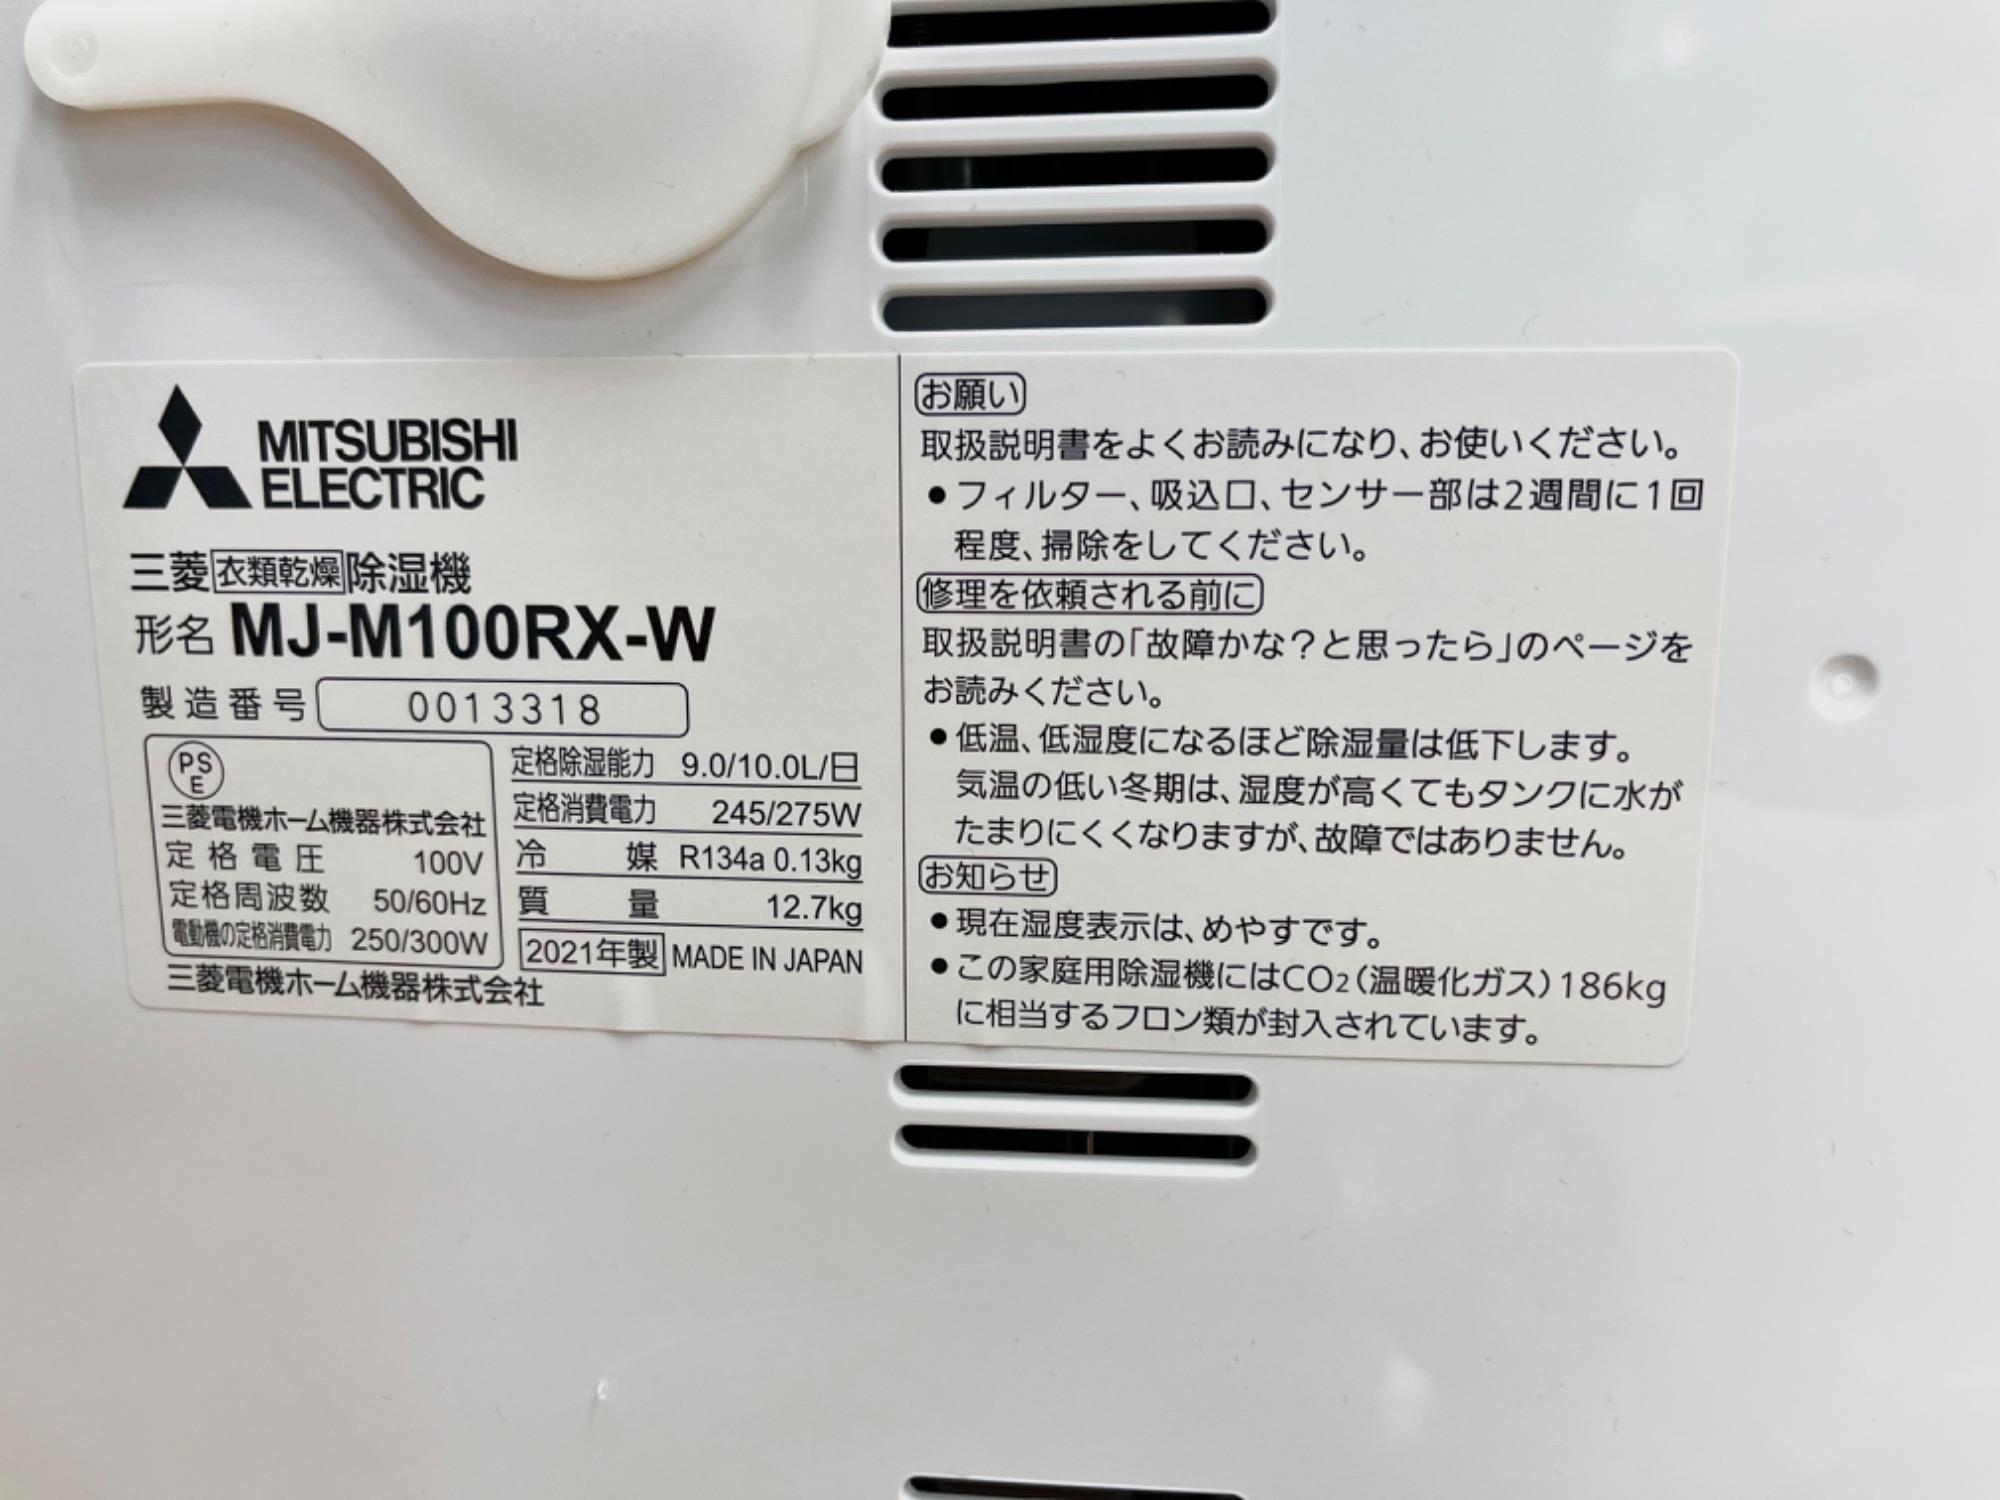 MITSUBISHI
ELECTRIC
三菱衣類乾燥除湿機
形名 MJ-M100RX-W
製造番号 0013318
PS
E
三菱電機ホーム機器株式会社
定格電圧 100V
定格周波数 50/60Hz
電動機の定格消費電力 250/300W
定格除湿能力 9.0/10.0L/日
定格消費電力 245/275W
冷媒 R134a 0.13kg
質量 12.7kg
2021年製 MADE IN JAPAN
三菱電機ホーム機器株式会社
お願い
取扱説明書をよくお読みになり、お使いください。
●フィルター、吸込口、センサー部は2週間に1回
程度、掃除をしてください。
修理を依頼される前に
取扱説明書の「故障かな?と思ったら」のページを
お読みください。
●低温、低湿度になるほど除湿量は低下します。
気温の低い冬期は、湿度が高くてもタンクに水が
たまりにくくなりますが、故障ではありません。
お知らせ
●現在湿度表示は、めやすです。
●この家庭用除湿機にはCO₂(温暖化ガス)186kg
に相当するフロン類が封入されています。